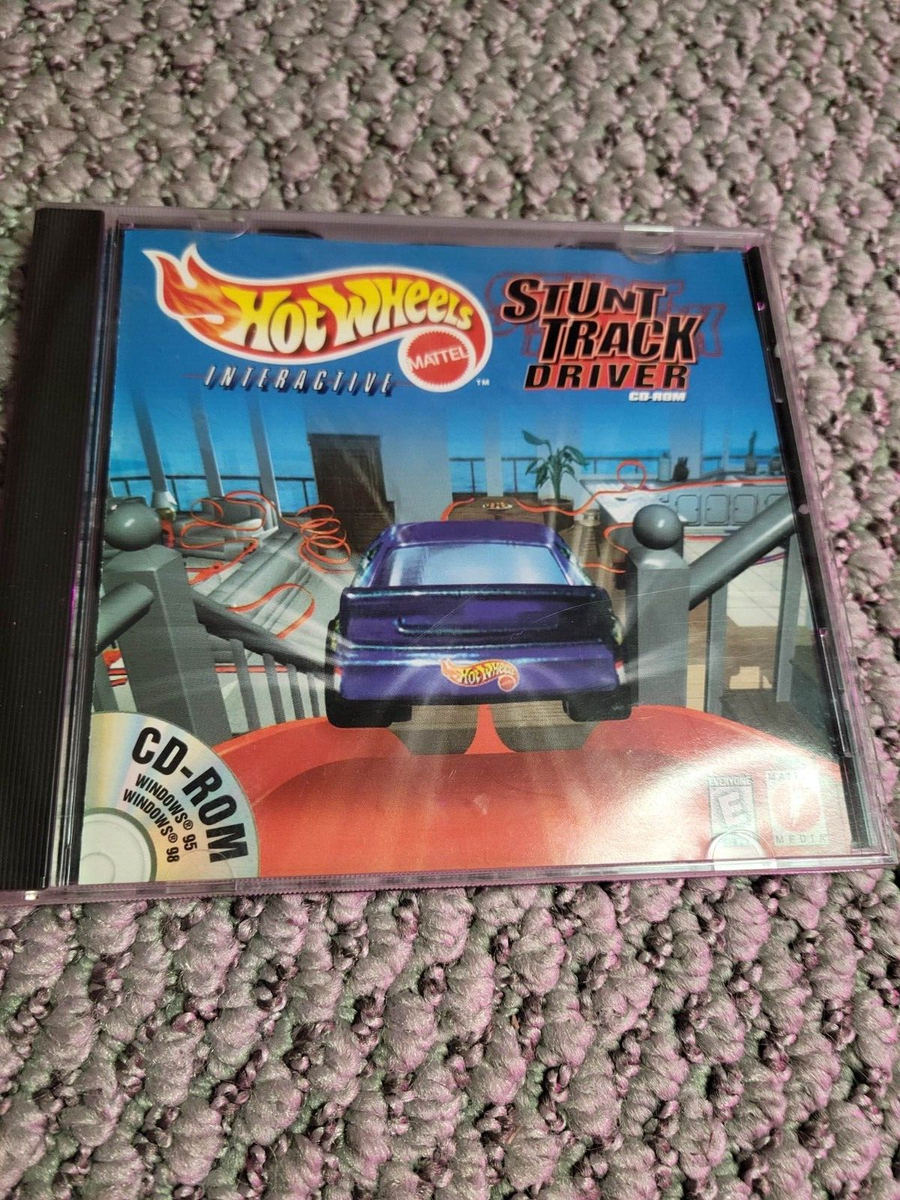 Hot Wheels
MATTEL
INTERACTIVE
™
STUNT
TRACK
DRIVER
CD-ROM
Hot Wheels
CD-ROM
WINDOWS® 95
WINDOWS® 98
EVERYONE
E
MEDIA